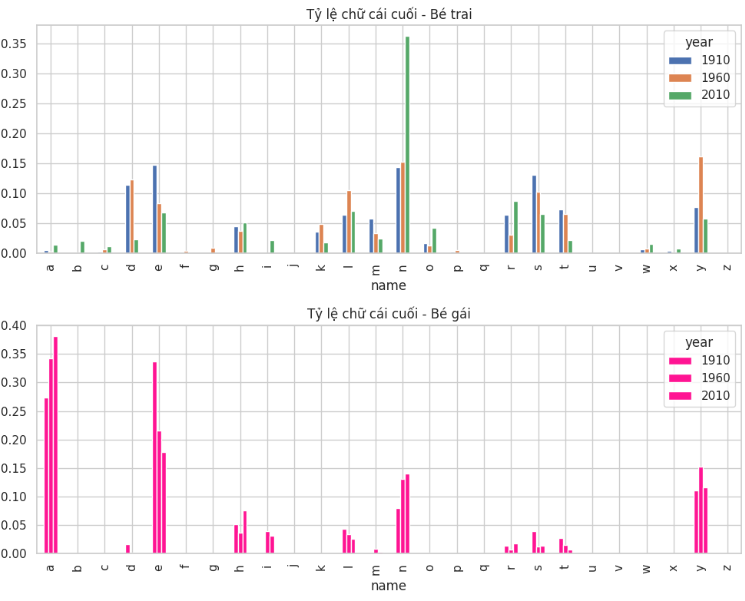 Tỷ lệ chữ cái cuối - Bé trai
year
1910
1960
2010
0.35
0.30
0.25
0.20
0.15
0.10
0.05
0.00
a b c d e f g h i j k l m n o p q r s t u v w x y z
name
Tỷ lệ chữ cái cuối - Bé gái
year
1910
1960
2010
0.40
0.35
0.30
0.25
0.20
0.15
0.10
0.05
0.00
a b c d e f g h i j k l m n o p q r s t u v w x y z
name